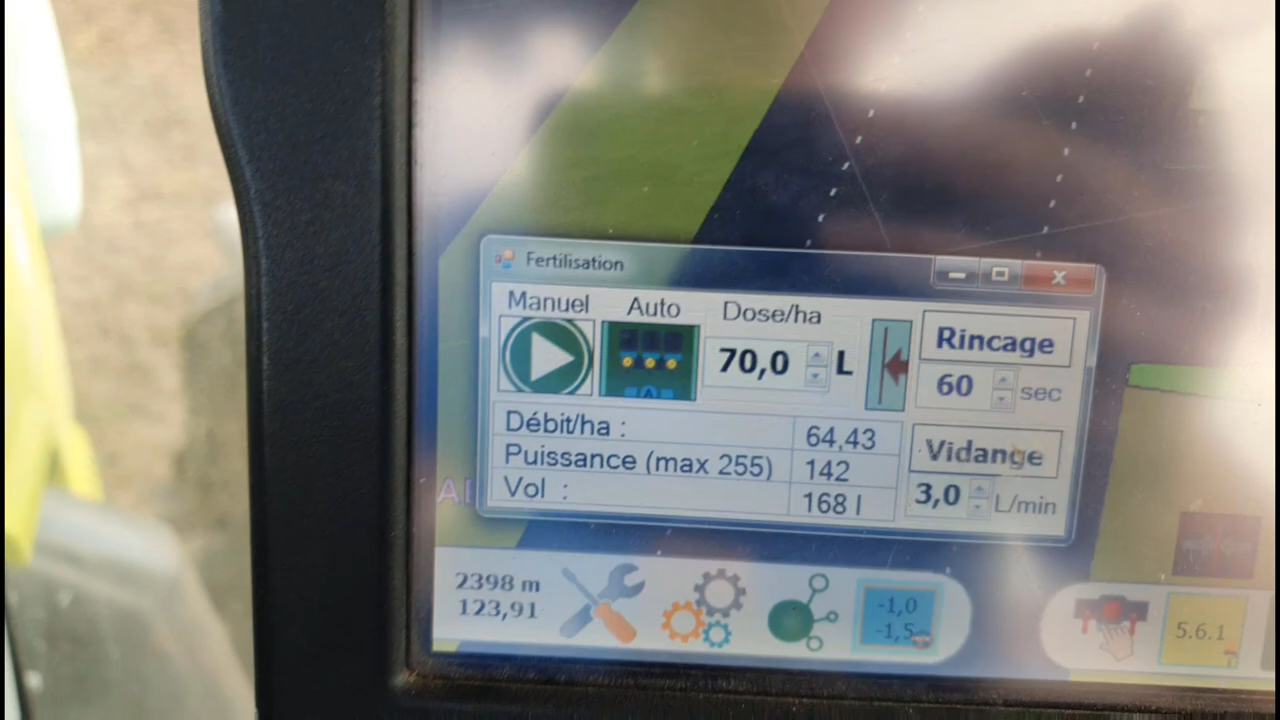 Fertilisation
Manuel Auto Dose/ha
70,0 L
Rincage
60 sec
Débit/ha : 64,43
Puissance (max 255) 142
Vol : 168 l
Vidange
3,0 L/min
2398 m
123,91
-1,0
-1,5
5.6.1